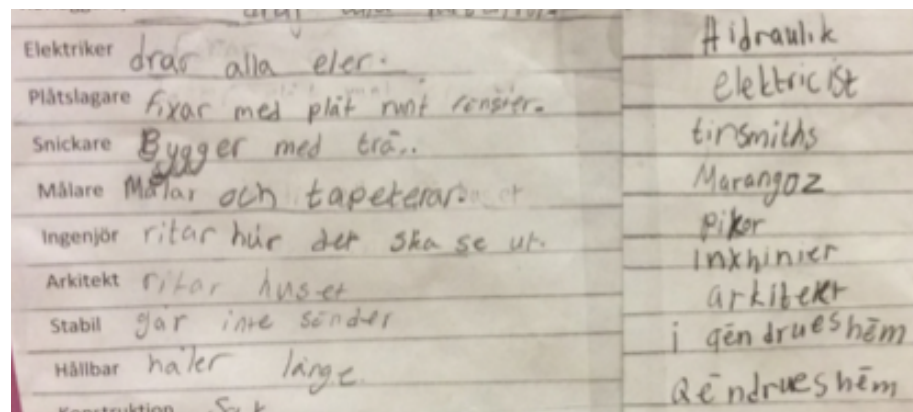 Elektriker drar alla eler. Hidraulik
Plåtslagare fixar med plåt runt fönster. elektricist
Snickare Bygger med trä.. tinsmiths
Målare Målar och tapeterar. Marangoz
Ingenjör ritar hur det ska se ut. Piktor
Arkitekt ritar huset Inxhinier
Stabil går inte sönder arkitekt
Hållbar håler länge i qëndrueshëm
Konstruktion Qëndrueshëm